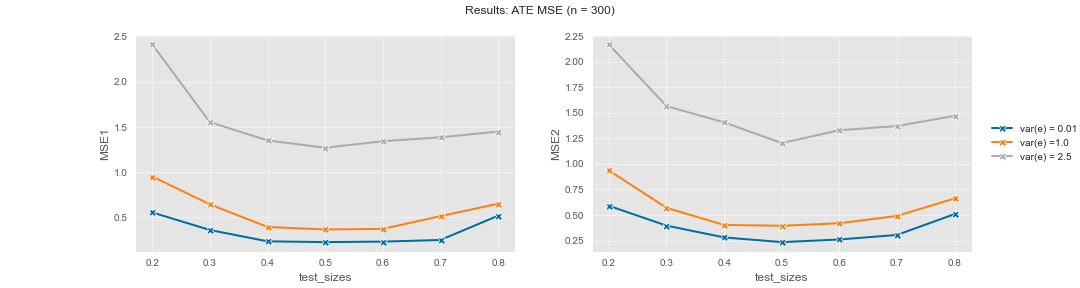 Results: ATE MSE (n = 300)
2.5
2.0
1.5
1.0
0.5
MSE1
0.2 0.3 0.4 0.5 0.6 0.7 0.8
test_sizes
2.25
2.00
1.75
1.50
1.25
1.00
0.75
0.50
0.25
MSE2
0.2 0.3 0.4 0.5 0.6 0.7 0.8
test_sizes
var(e) = 0.01
var(e) =1.0
var(e) = 2.5